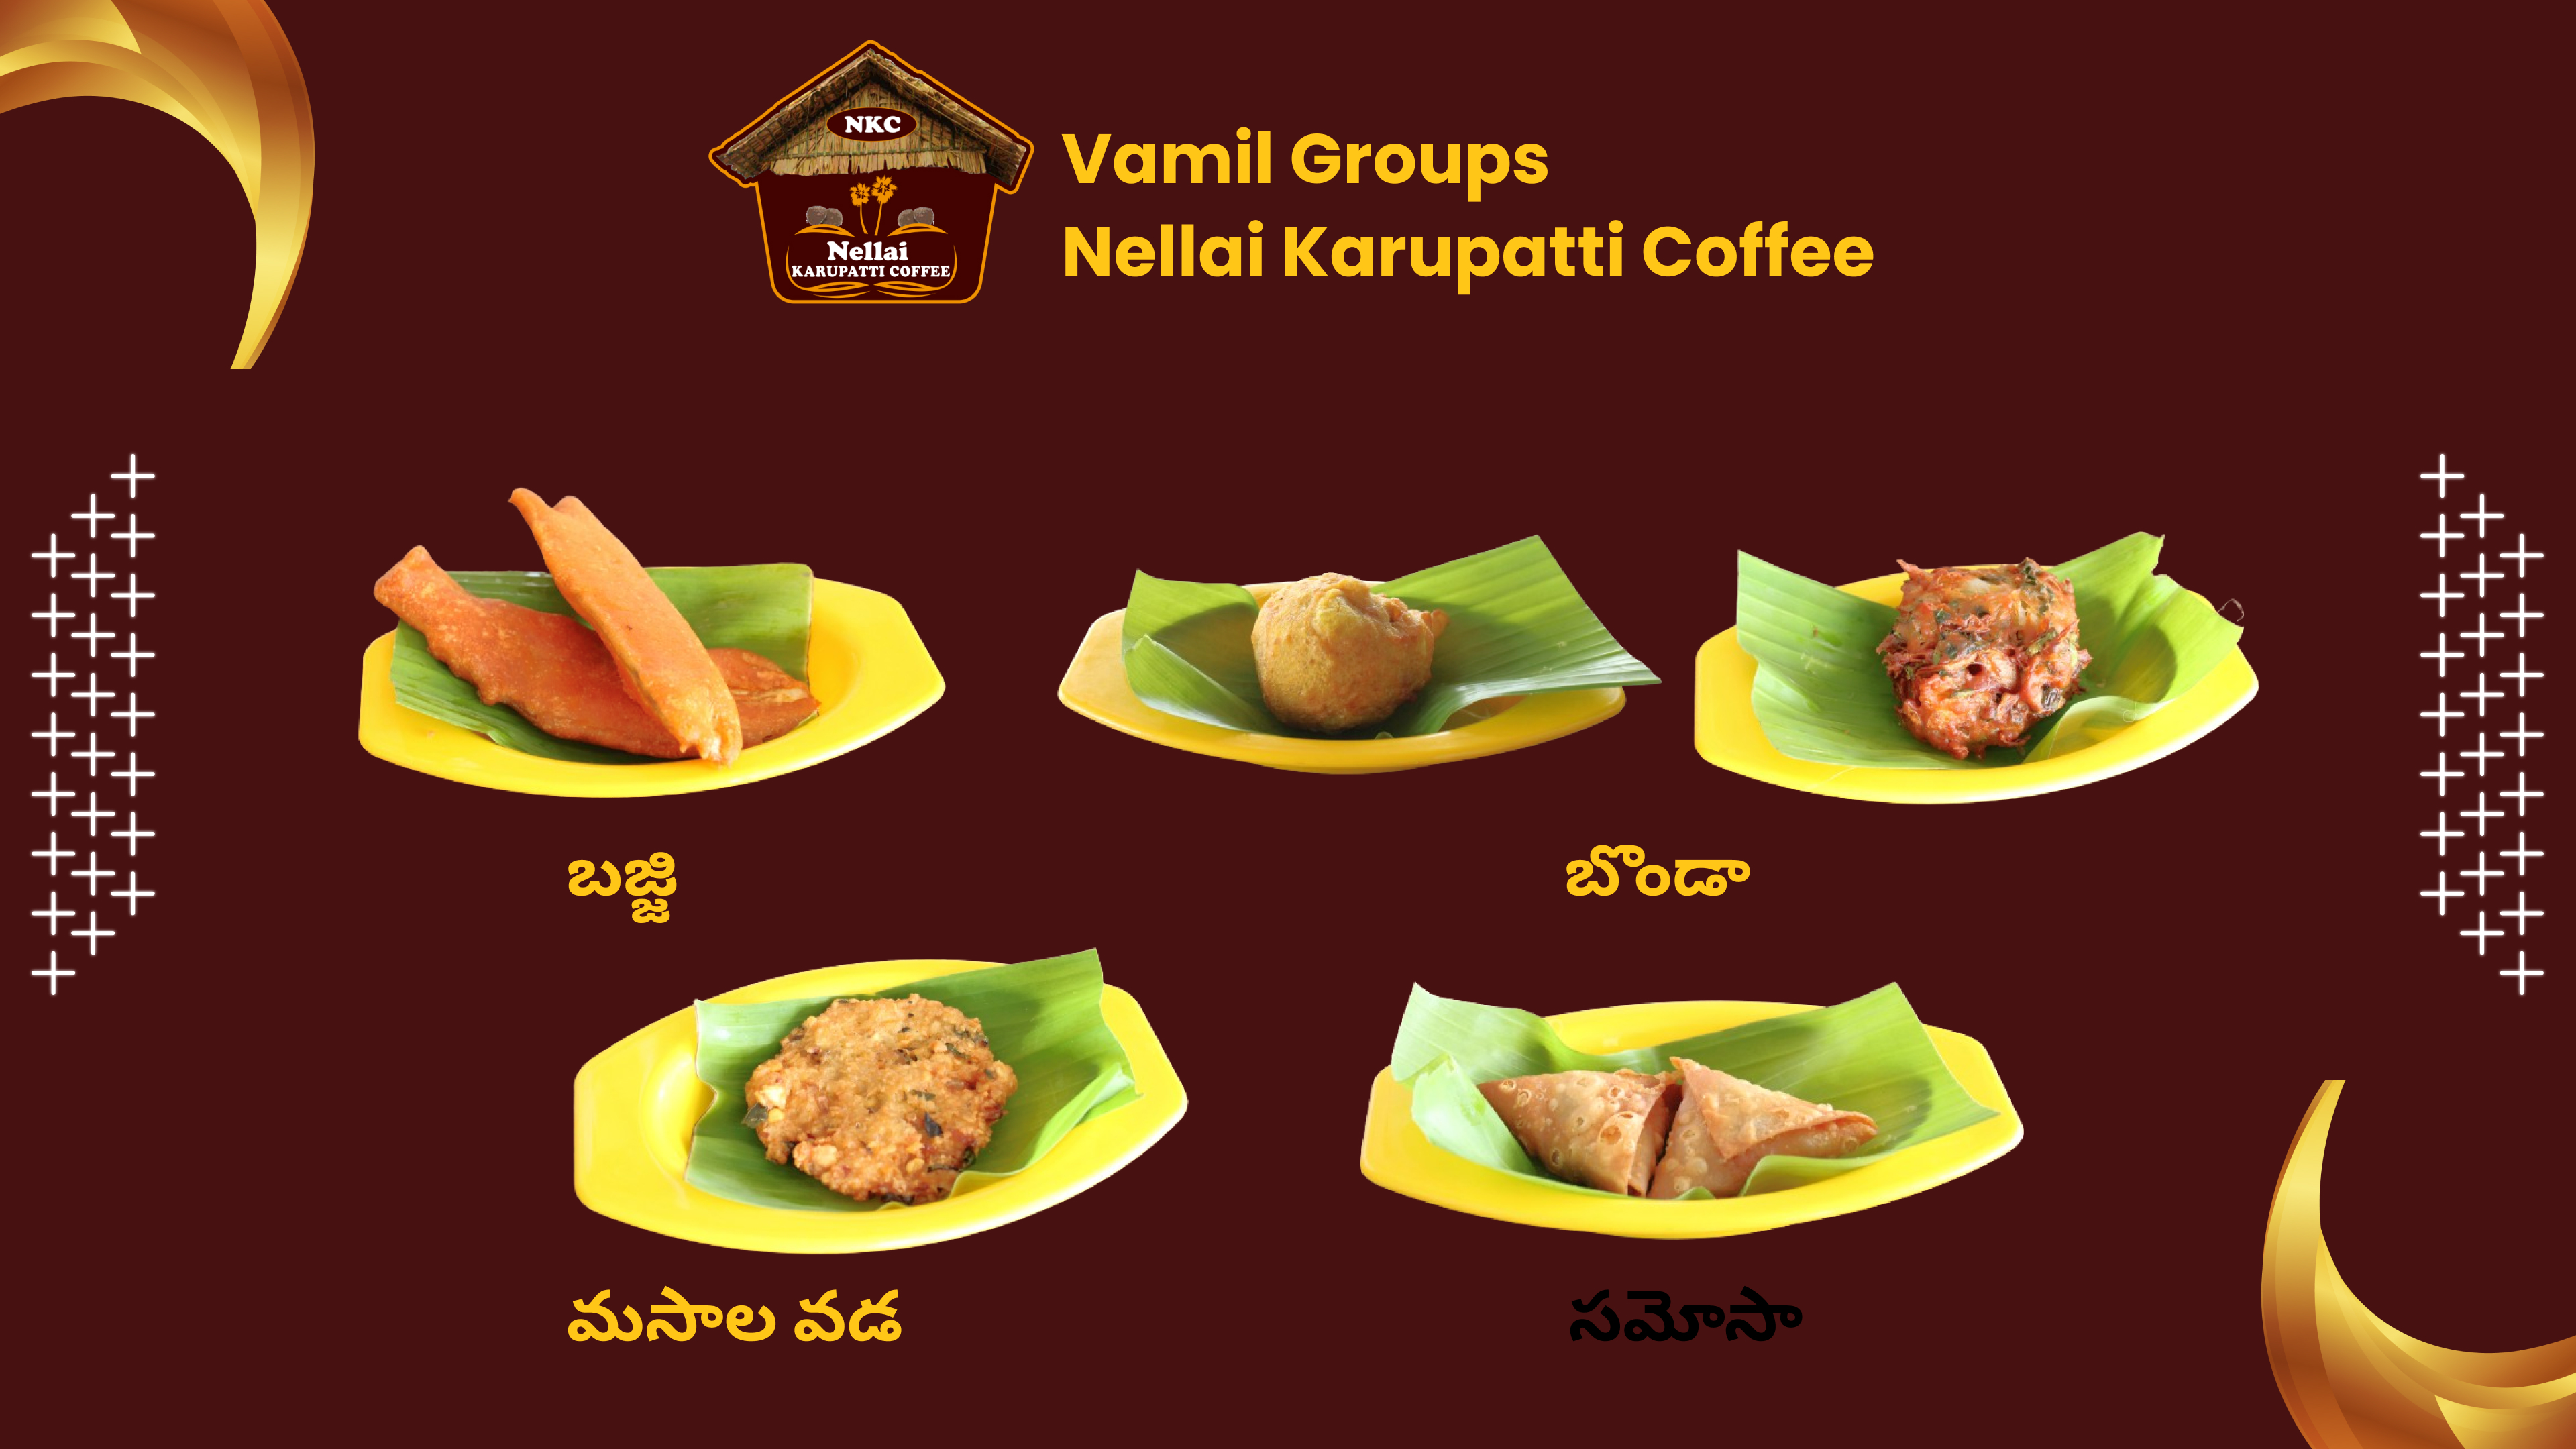 NKC
Nellai
KARUPATTI COFFEE
Vamil Groups
Nellai Karupatti Coffee
బజ్జి
బొండా
మసాల వడ
సమోసా